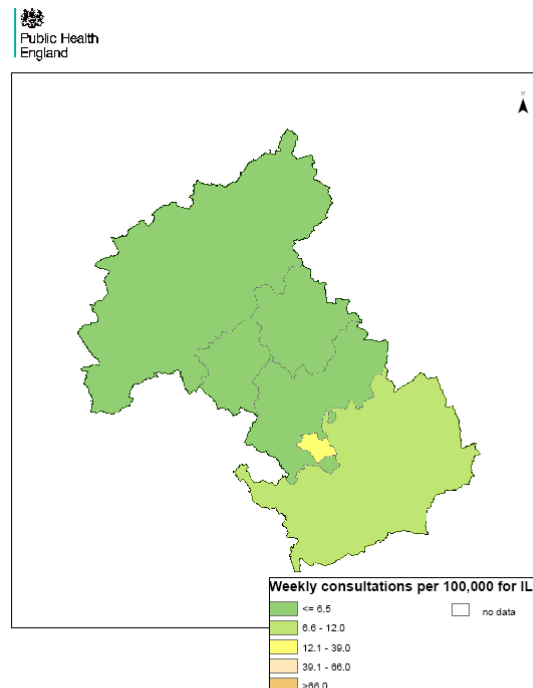 Public Health
England
N
Weekly consultations per 100,000 for IL
<= 6.5
no data
6.6 - 12.0
12.1 - 39.0
39.1 - 66.0
>66.0